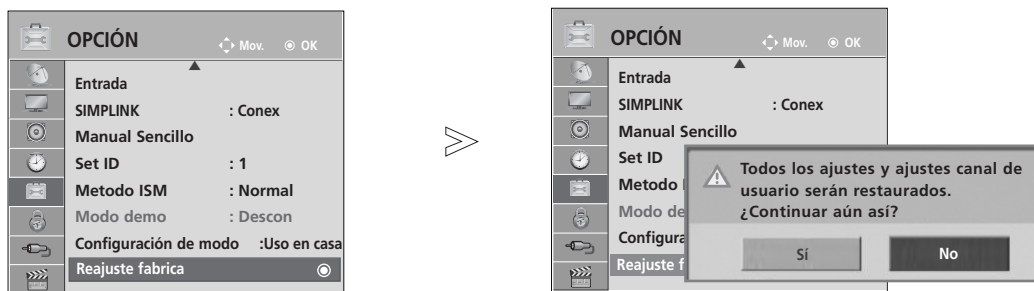 OPCIÓN Mov. OK
Entrada
SIMPLINK : Conex
Manual Sencillo
Set ID : 1
Metodo ISM : Normal
Modo demo : Descon
Configuración de modo :Uso en casa
Reajuste fabrica
OPCIÓN Mov. OK
Entrada
SIMPLINK : Conex
Manual Sencillo
Set ID
Metodo
Modo de
Configura
Reajuste f
Todos los ajustes y ajustes canal de
usuario serán restaurados.
¿Continuar aún así?
Sí No